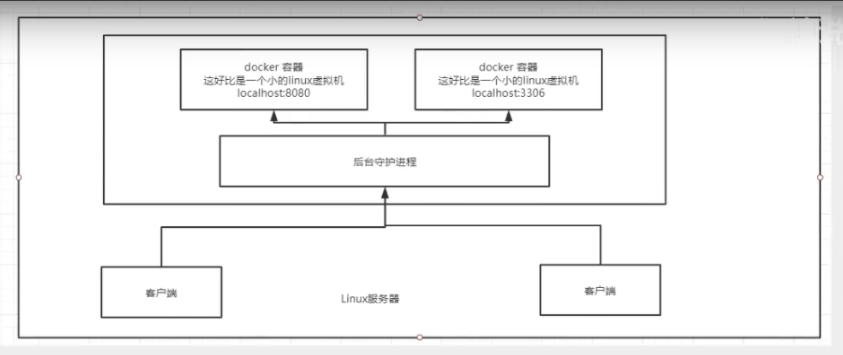 docker 容器
这好比是一个小的linux虚拟机
localhost:8080
docker 容器
这好比是一个小的linux虚拟机
localhost:3306
后台守护进程
客户端
Linux服务器
客户端